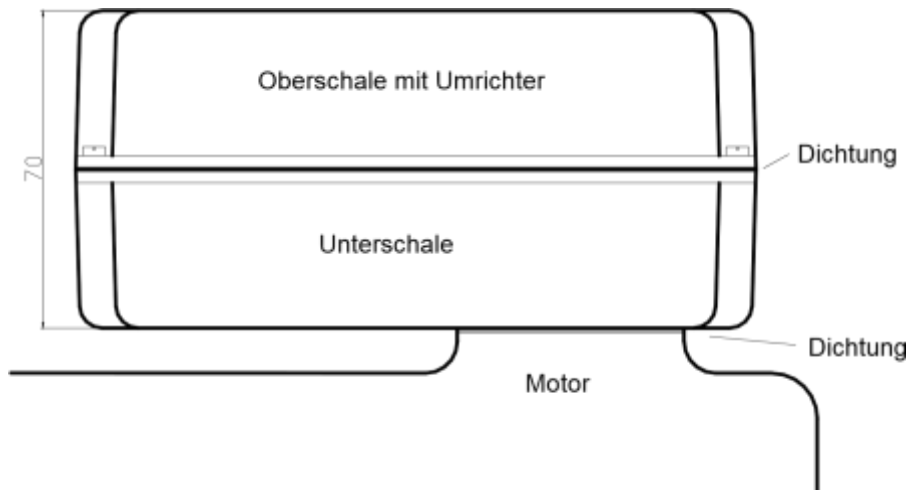 Oberschale mit Umrichter
Dichtung
70
Unterschale
Dichtung
Motor